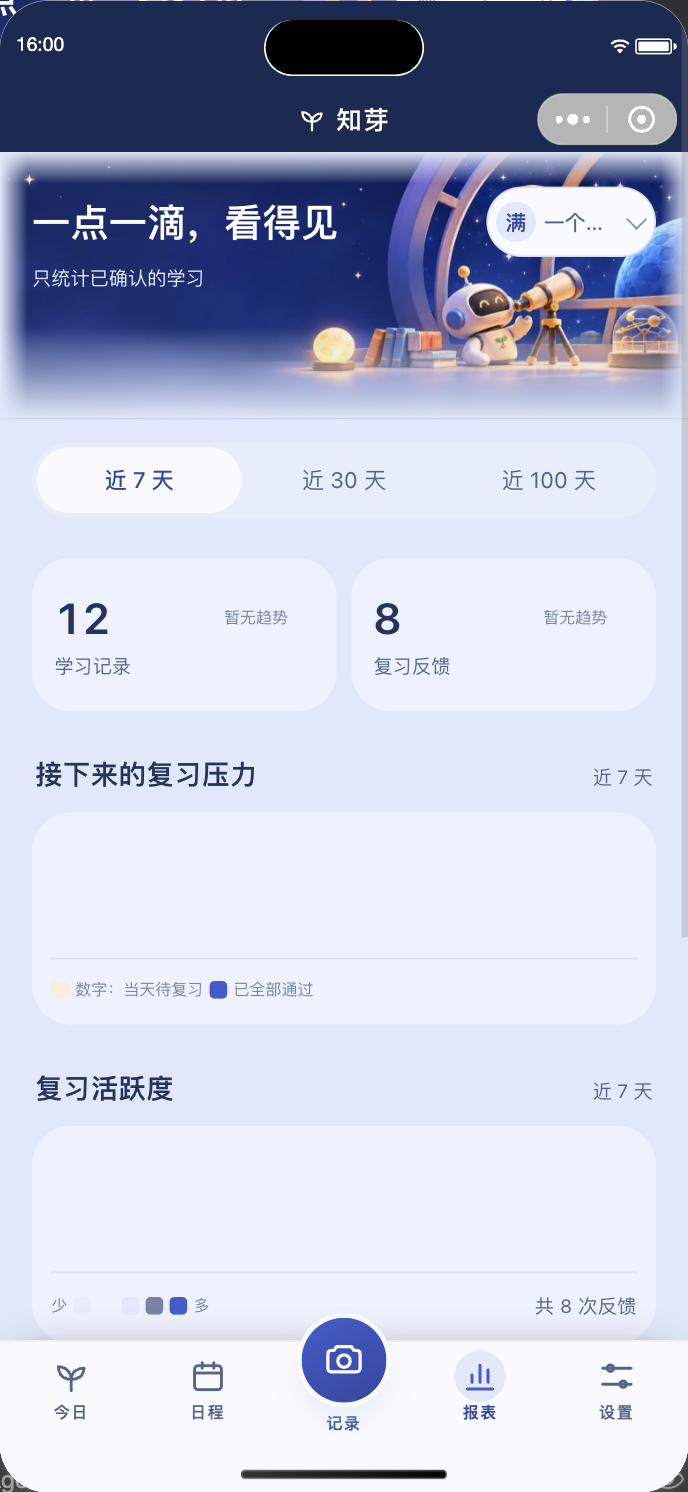 16:00
知芽
一点一滴，看得见
满 一个...
只统计已确认的学习
近 7 天 近 30 天 近 100 天
12 暂无趋势
学习记录
8 暂无趋势
复习反馈
接下来的复习压力 近 7 天
数字：当天待复习 已全部通过
复习活跃度 近 7 天
少 多 共 8 次反馈
今日 日程 记录 报表 设置